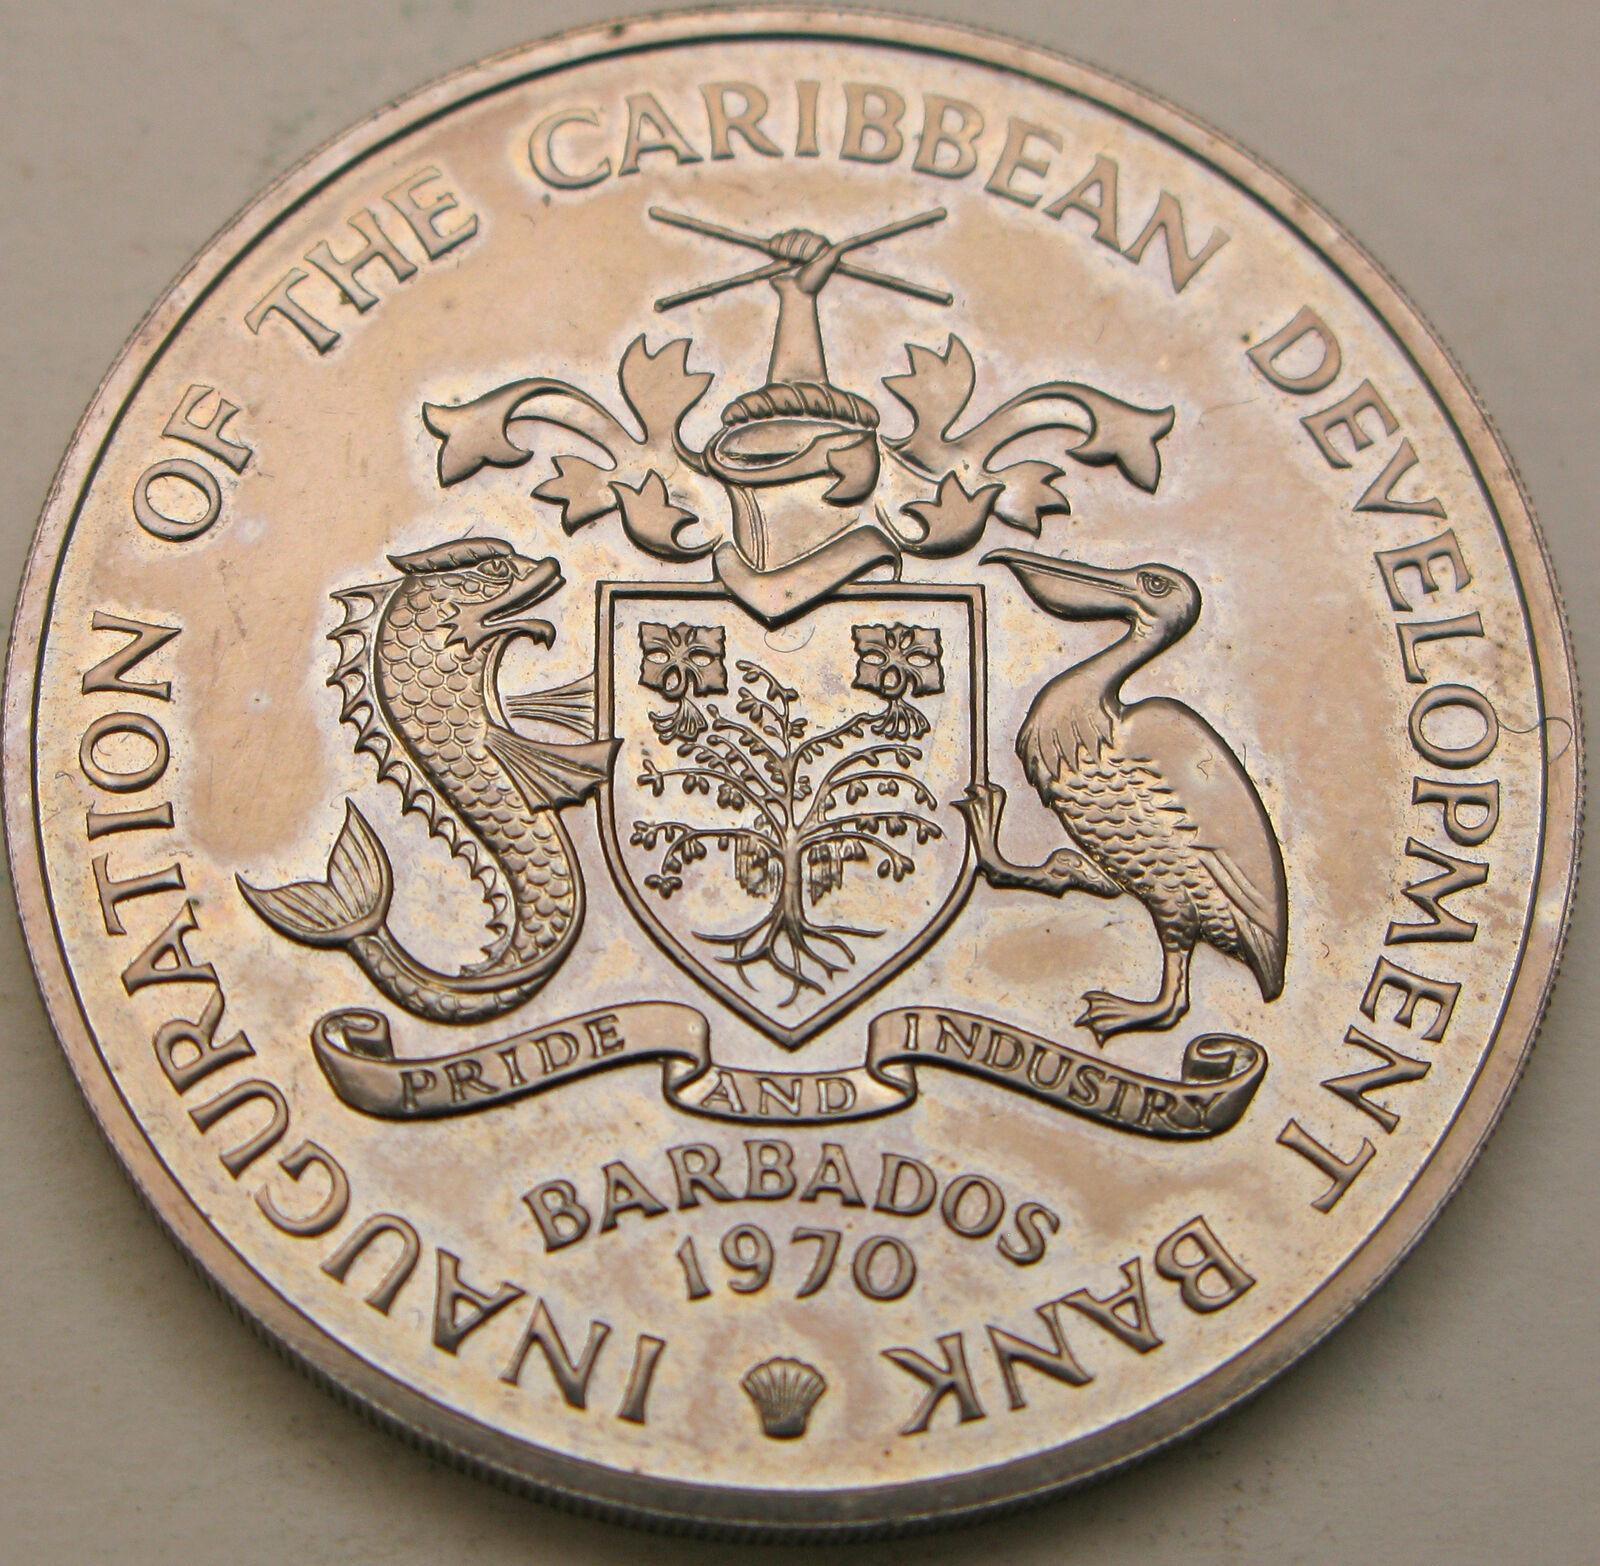 INAUGURATION OF THE CARIBBEAN DEVELOPMENT BANK
PRIDE AND INDUSTRY
BARBADOS
1970